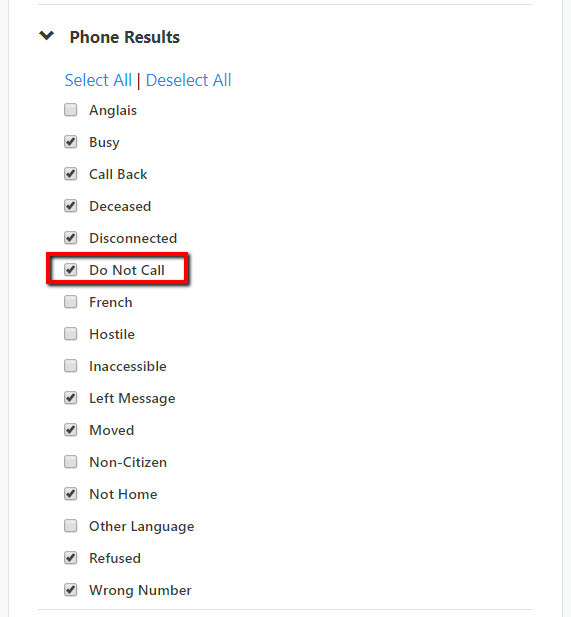 Phone Results
Select All | Deselect All
Anglais
Busy
Call Back
Deceased
Disconnected
Do Not Call
French
Hostile
Inaccessible
Left Message
Moved
Non-Citizen
Not Home
Other Language
Refused
Wrong Number